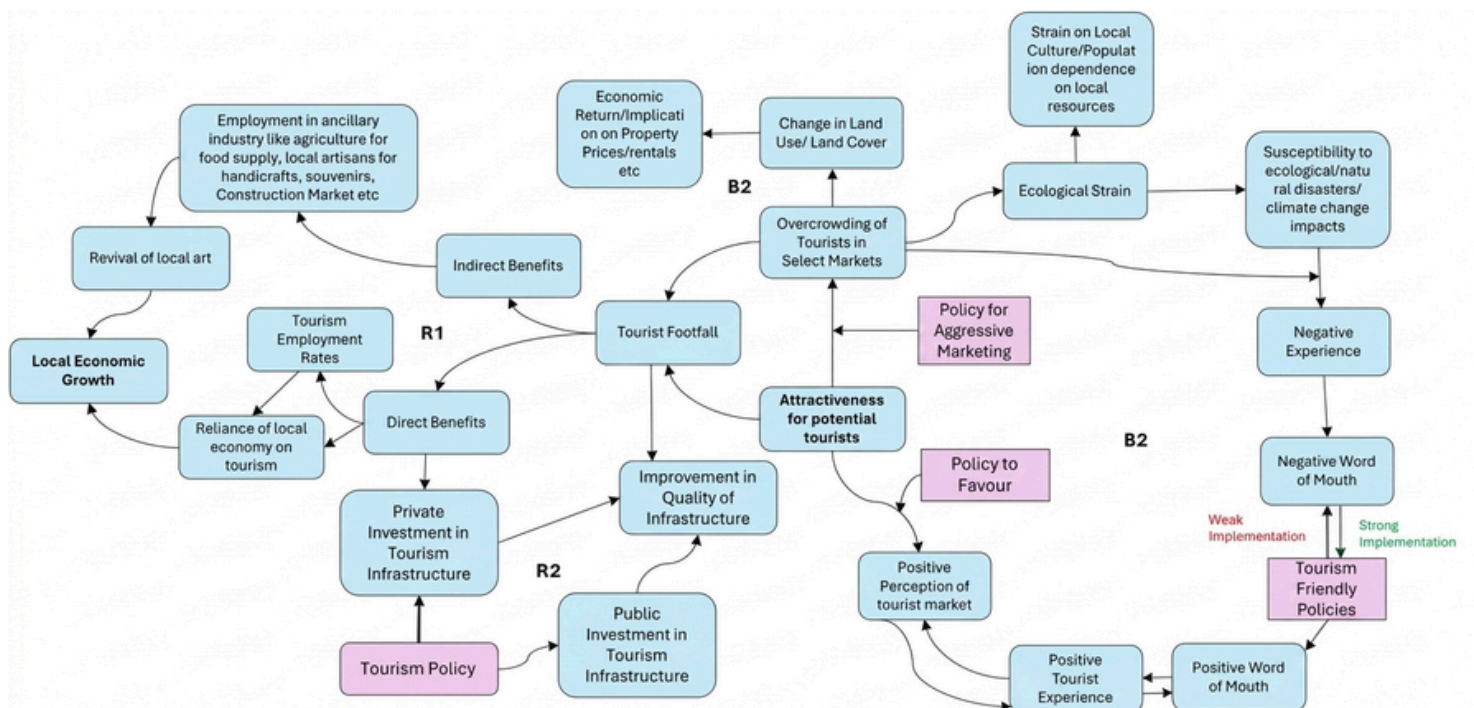 Strain on Local
Culture/Populat
ion dependence
on local
resources
Economic
Return/Implicati
on on Property
Prices/rentals
etc
Change in Land
Use/ Land Cover
Employment in ancillary
industry like agriculture for
food supply, local artisans for
handicrafts, souvenirs,
Construction Market etc
Susceptibility to
ecological/natu
ral disasters/
climate change
impacts
B2
Ecological Strain
Overcrowding of
Tourists in
Select Markets
Revival of local art
Indirect Benefits
Policy for
Aggressive
Marketing
Tourism
Employment
Rates
R1
Tourist Footfall
Negative
Experience
Local Economic
Growth
Attractiveness
for potential
tourists
Direct Benefits
Reliance of local
economy on
tourism
B2
Policy to
Favour
Negative Word
of Mouth
Improvement in
Quality of
Infrastructure
Private
Investment in
Tourism
Infrastructure
Weak
Implementation
Strong
Implementation
R2
Positive
Perception of
tourist market
Tourism
Friendly
Policies
Public
Investment in
Tourism
Infrastructure
Tourism Policy
Positive
Tourist
Experience
Positive Word
of Mouth